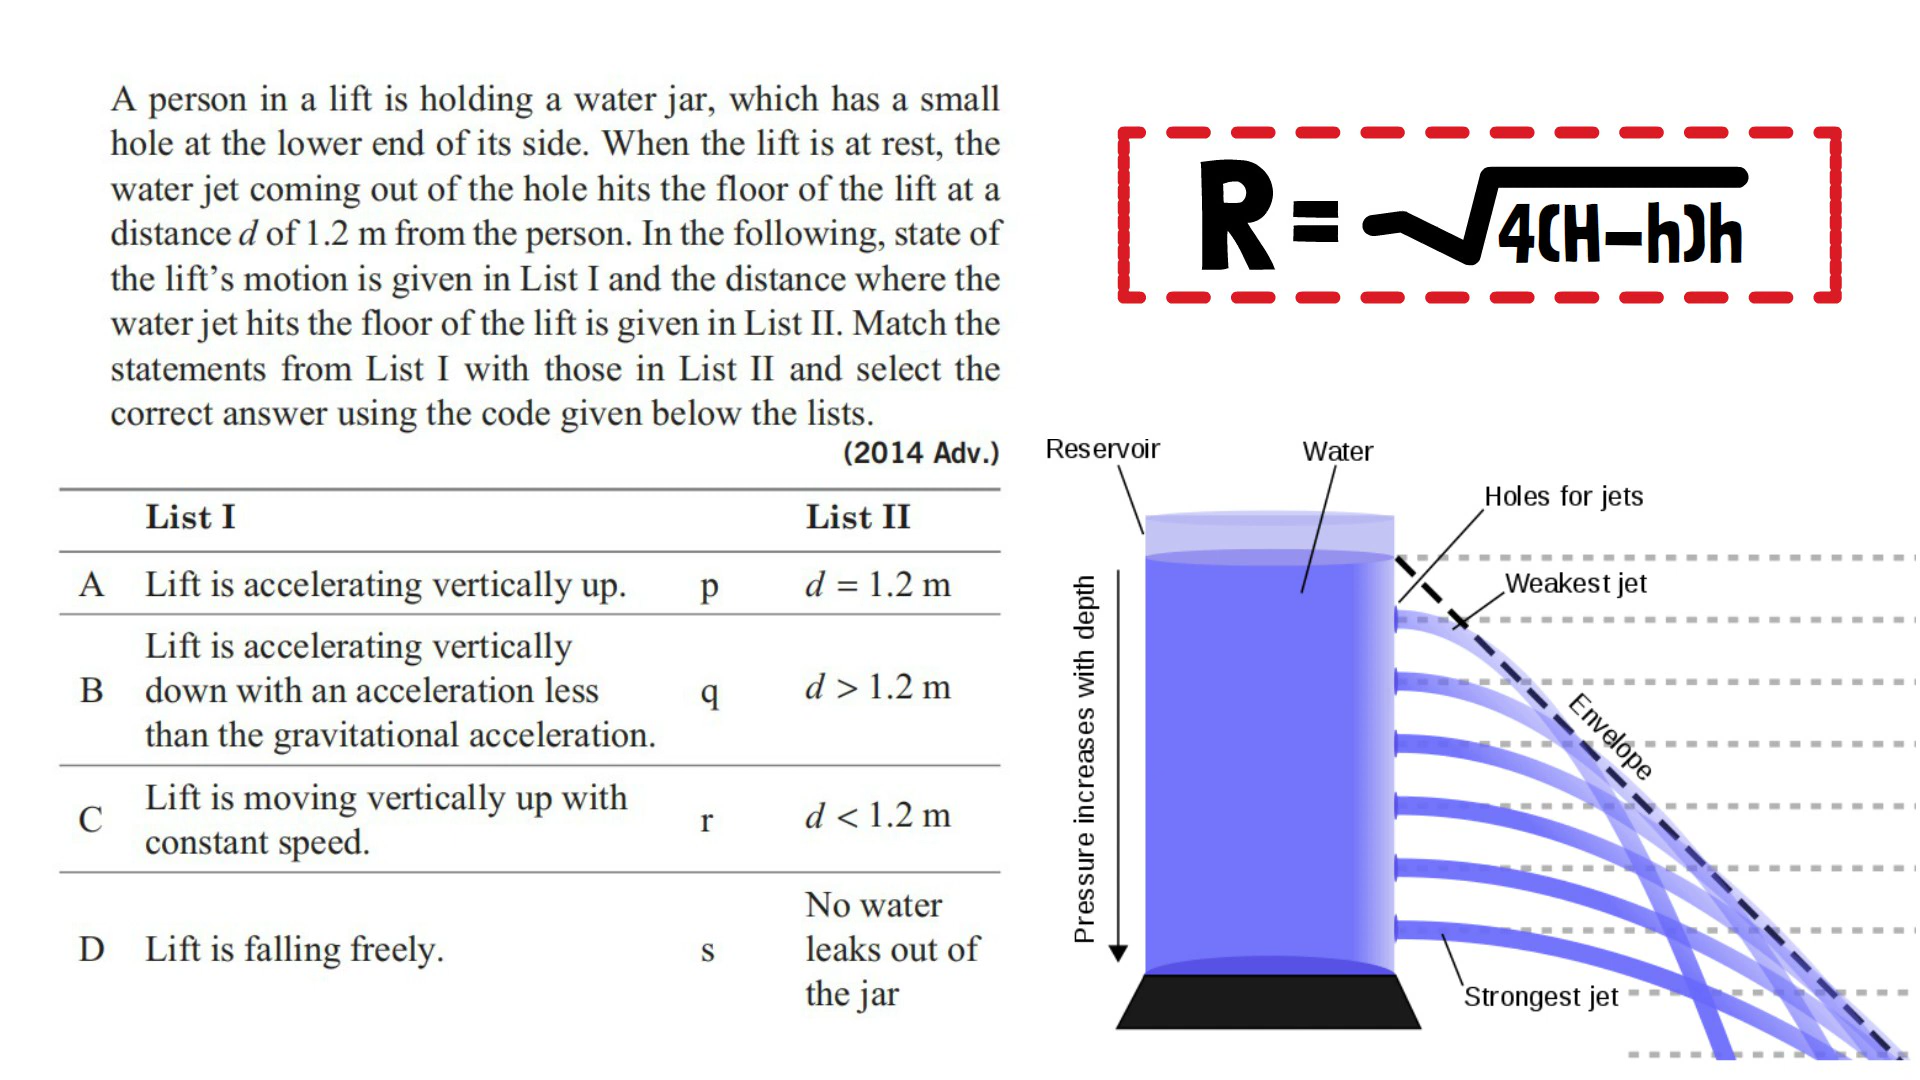 A person in a lift is holding a water jar, which has a small
hole at the lower end of its side. When the lift is at rest, the
water jet coming out of the hole hits the floor of the lift at a
distance d of 1.2 m from the person. In the following, state of
the lift’s motion is given in List I and the distance where the
water jet hits the floor of the lift is given in List II. Match the
statements from List I with those in List II and select the
correct answer using the code given below the lists.
(2014 Adv.)
List I List II
A Lift is accelerating vertically up. p d = 1.2 m
Lift is accelerating vertically
B down with an acceleration less q d > 1.2 m
than the gravitational acceleration.
C Lift is moving vertically up with r d < 1.2 m
constant speed.
D Lift is falling freely. s No water
leaks out of
the jar
R = √4(H-h)h
Reservoir
Water
Holes for jets
Weakest jet
Envelope
Pressure increases with depth
Strongest jet